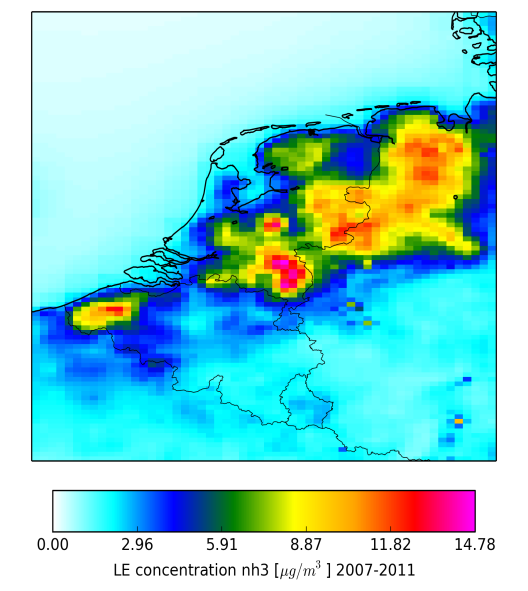 0.00 2.96 5.91 8.87 11.82 14.78
LE concentration nh3 [μg/m³ ] 2007-2011